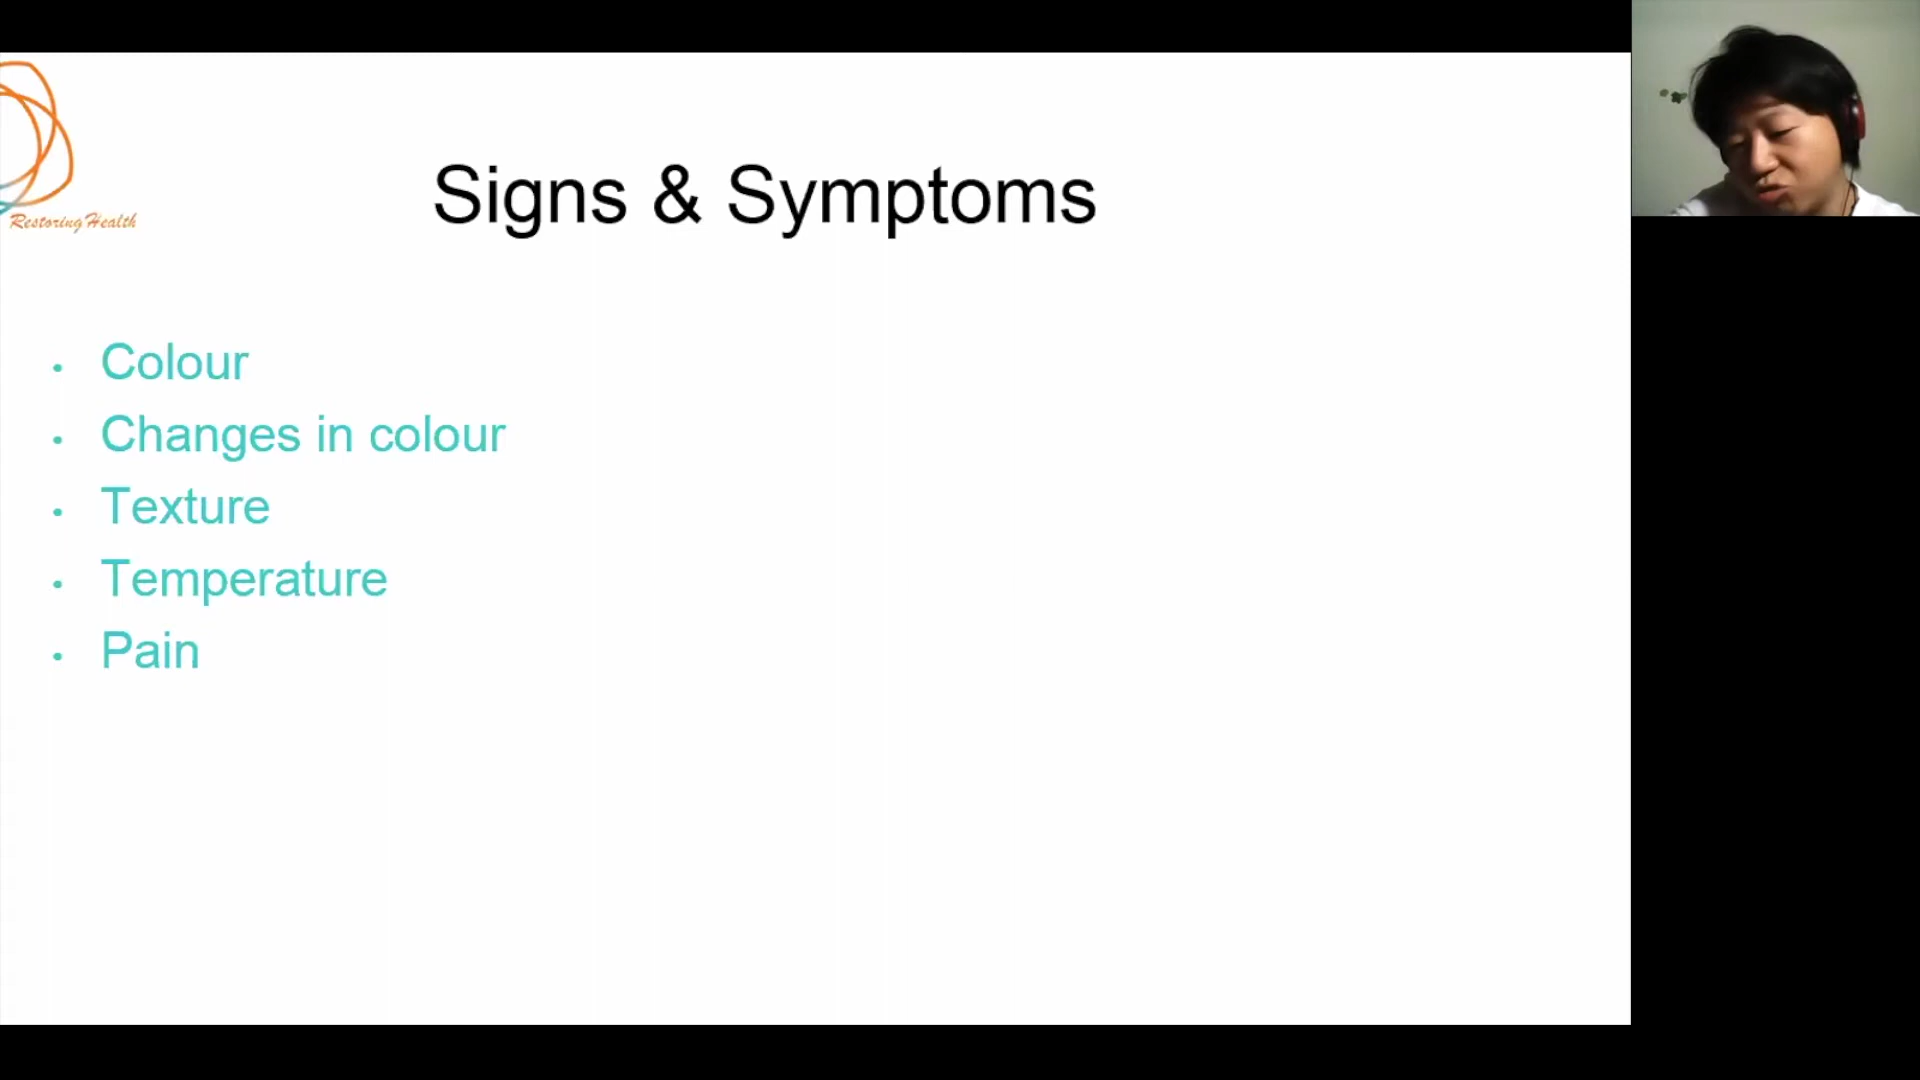 Restoring Health
Signs & Symptoms
• Colour
• Changes in colour
• Texture
• Temperature
• Pain